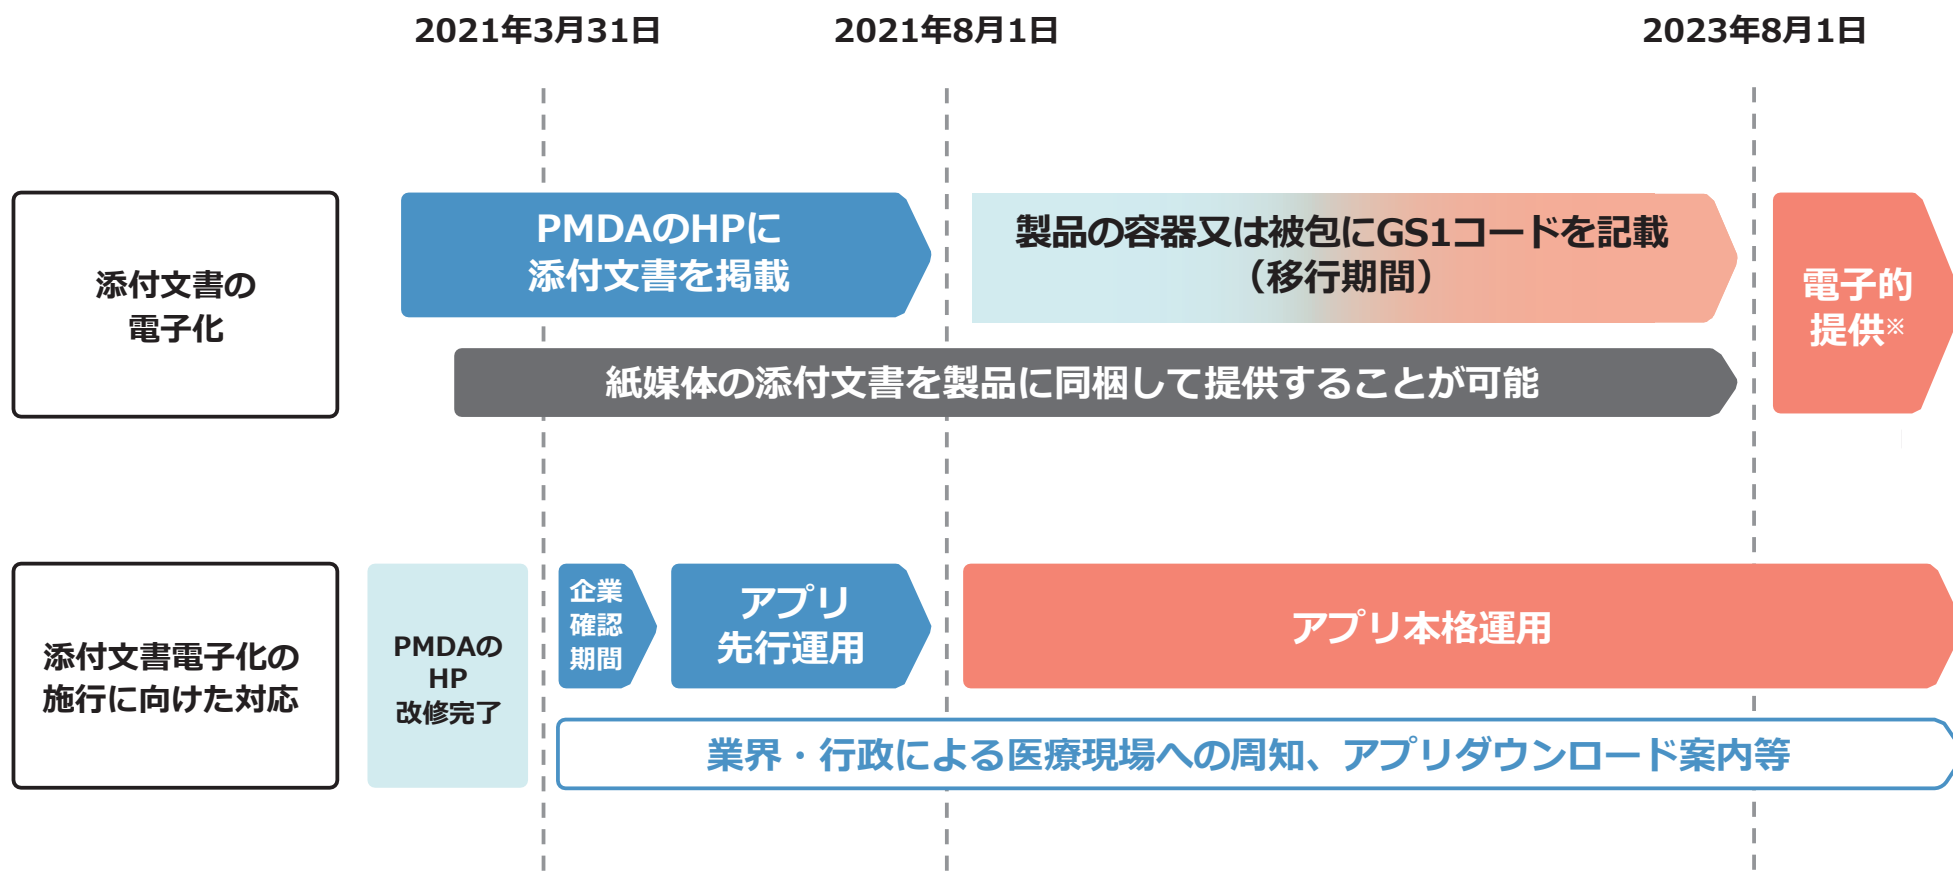 2021年3月31日
2021年8月1日
2023年8月1日
添付文書の
電子化
PMDAのHPに
添付文書を掲載
製品の容器又は被包にGS1コードを記載
（移行期間）
電子的
提供※
紙媒体の添付文書を製品に同梱して提供することが可能
添付文書電子化の
施行に向けた対応
PMDAの
HP
改修完了
企業
確認
期間
アプリ
先行運用
アプリ本格運用
業界・行政による医療現場への周知、アプリダウンロード案内等